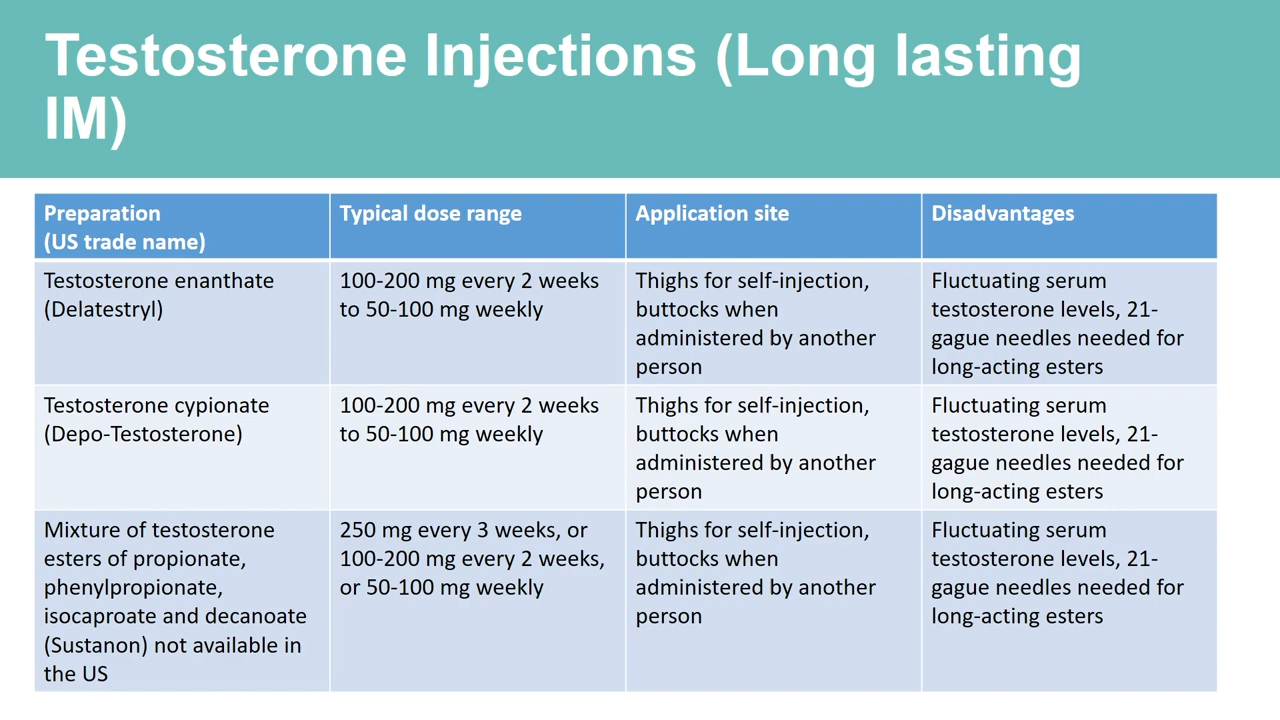 Testosterone Injections (Long lasting
IM)
Preparation
(US trade name)
Typical dose range
Application site
Disadvantages
Testosterone enanthate
(Delatestryl)
100-200 mg every 2 weeks
to 50-100 mg weekly
Thighs for self-injection,
buttocks when
administered by another
person
Fluctuating serum
testosterone levels, 21-
gague needles needed for
long-acting esters
Testosterone cypionate
(Depo-Testosterone)
100-200 mg every 2 weeks
to 50-100 mg weekly
Thighs for self-injection,
buttocks when
administered by another
person
Fluctuating serum
testosterone levels, 21-
gague needles needed for
long-acting esters
Mixture of testosterone
esters of propionate,
phenylpropionate,
isocaproate and decanoate
(Sustanon) not available in
the US
250 mg every 3 weeks, or
100-200 mg every 2 weeks,
or 50-100 mg weekly
Thighs for self-injection,
buttocks when
administered by another
person
Fluctuating serum
testosterone levels, 21-
gague needles needed for
long-acting esters